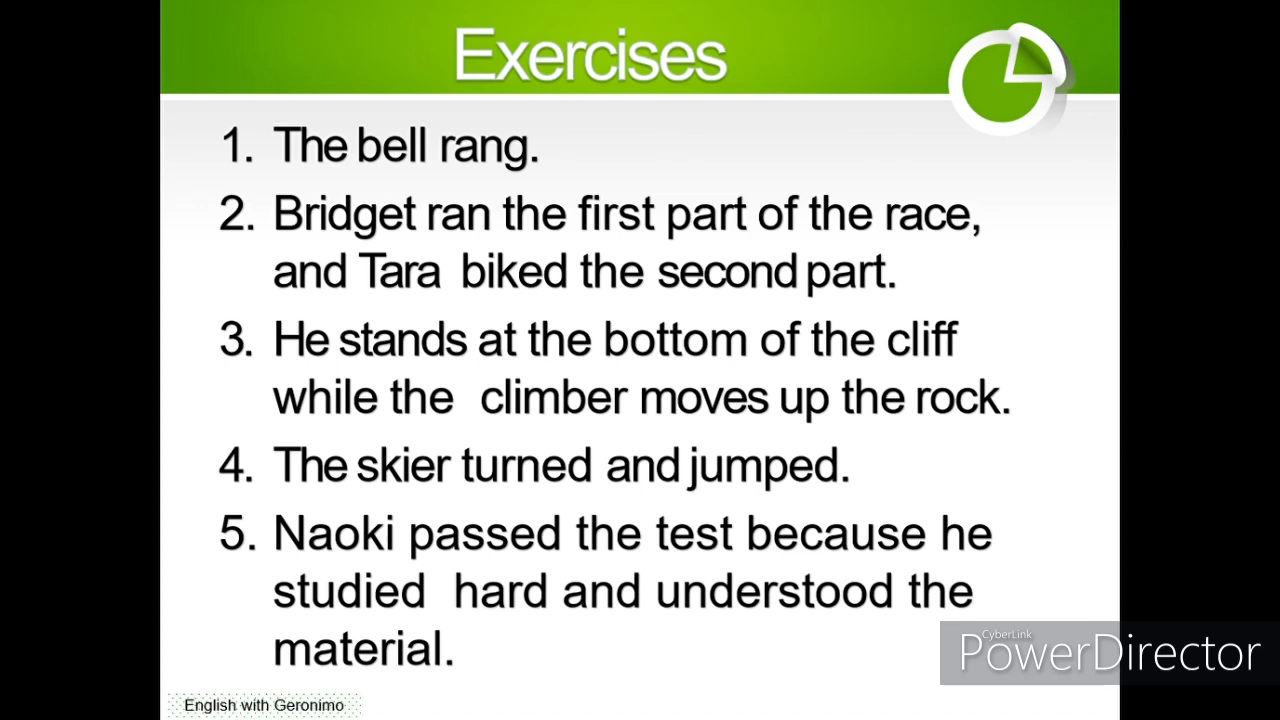 Exercises
1. The bell rang.
2. Bridget ran the first part of the race,
and Tara biked the second part.
3. He stands at the bottom of the cliff
while the climber moves up the rock.
4. The skier turned and jumped.
5. Naoki passed the test because he
studied hard and understood the
material.
CyberLink
PowerDirector
English with Geronimo